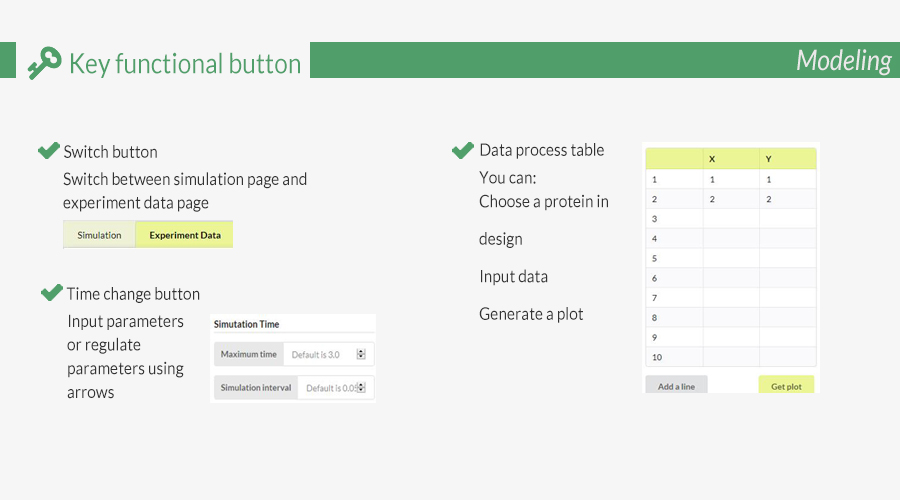 Key functional button
Modeling
Switch button
Switch between simulation page and
experiment data page
Simulation
Experiment Data
Time change button
Input parameters
or regulate
parameters using
arrows
Simutation Time
Maximum time
Default is 3.0
Simulation interval
Default is 0.05
Data process table
You can:
Choose a protein in
design
Input data
Generate a plot
X Y
1 1 1
2 2 2
3
4
5
6
7
8
9
10
Add a line
Get plot